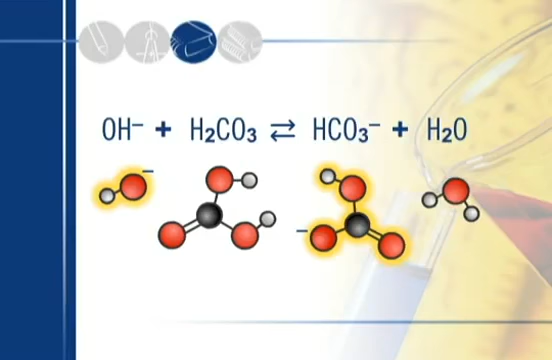 OH⁻ + H₂CO₃ ⇄ HCO₃⁻ + H₂O